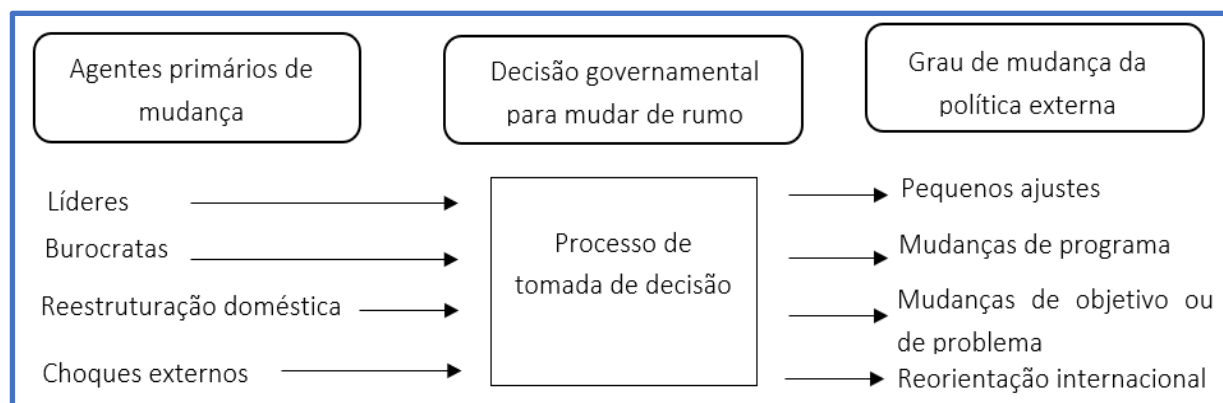 Agentes primários de
mudança
Decisão governamental
para mudar de rumo
Grau de mudança da
política externa
Líderes
Burocratas
Reestruturação doméstica
Choques externos
Processo de
tomada de decisão
Pequenos ajustes
Mudanças de programa
Mudanças de objetivo ou
de problema
Reorientação internacional